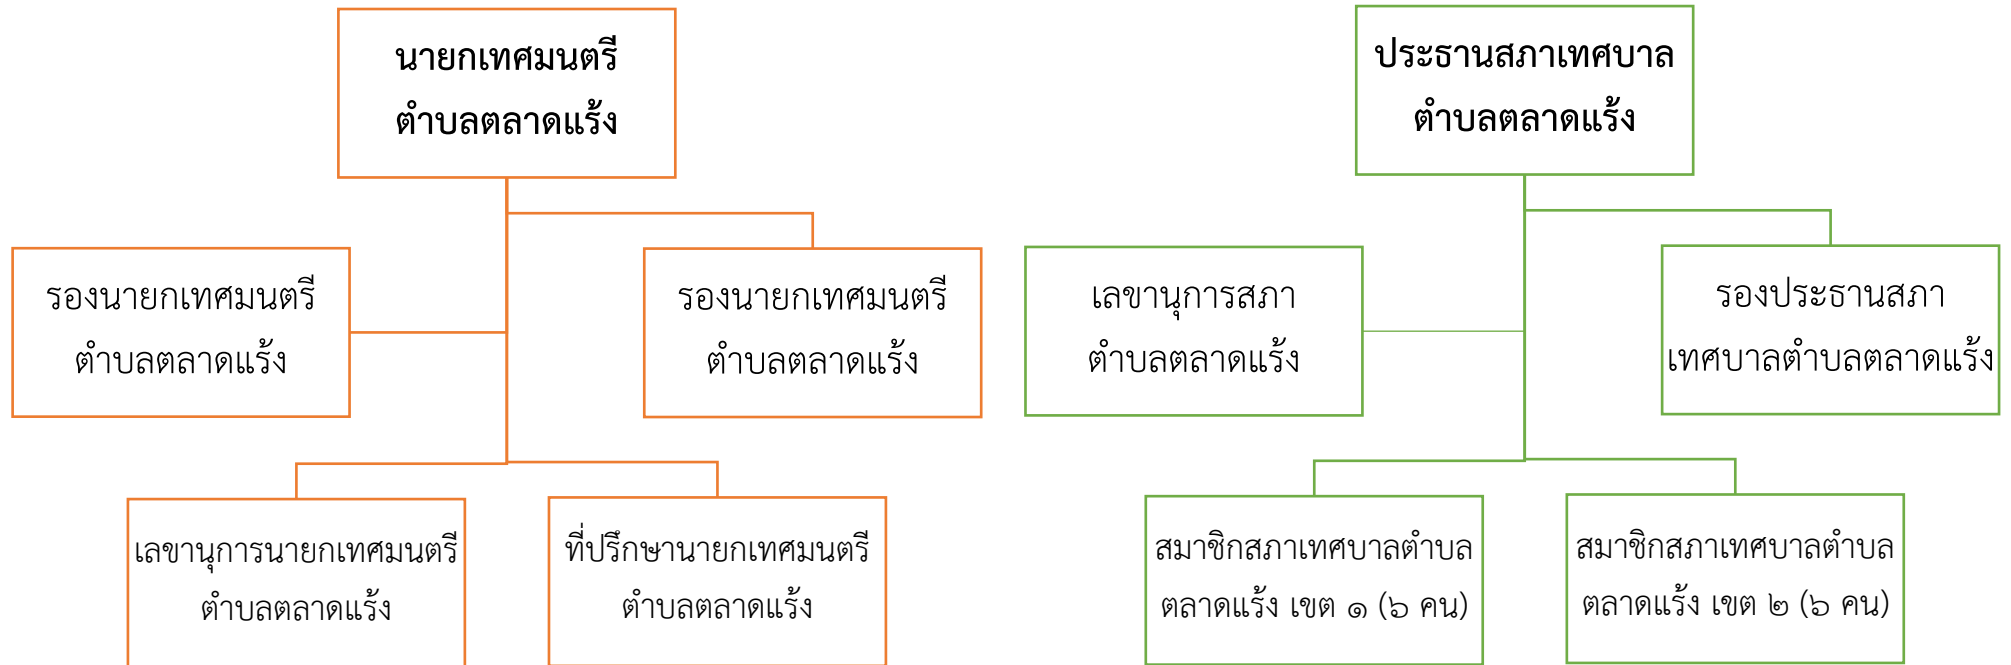 นายกเทศมนตรี
ตำบลตลาดแร้ง
รองนายกเทศมนตรี
ตำบลตลาดแร้ง
รองนายกเทศมนตรี
ตำบลตลาดแร้ง
เลขานุการนายกเทศมนตรี
ตำบลตลาดแร้ง
ที่ปรึกษานายกเทศมนตรี
ตำบลตลาดแร้ง
ประธานสภาเทศบาล
ตำบลตลาดแร้ง
เลขานุการสภา
ตำบลตลาดแร้ง
รองประธานสภา
เทศบาลตำบลตลาดแร้ง
สมาชิกสภาเทศบาลตำบล
ตลาดแร้ง เขต ๑ (๖ คน)
สมาชิกสภาเทศบาลตำบล
ตลาดแร้ง เขต ๒ (๖ คน)